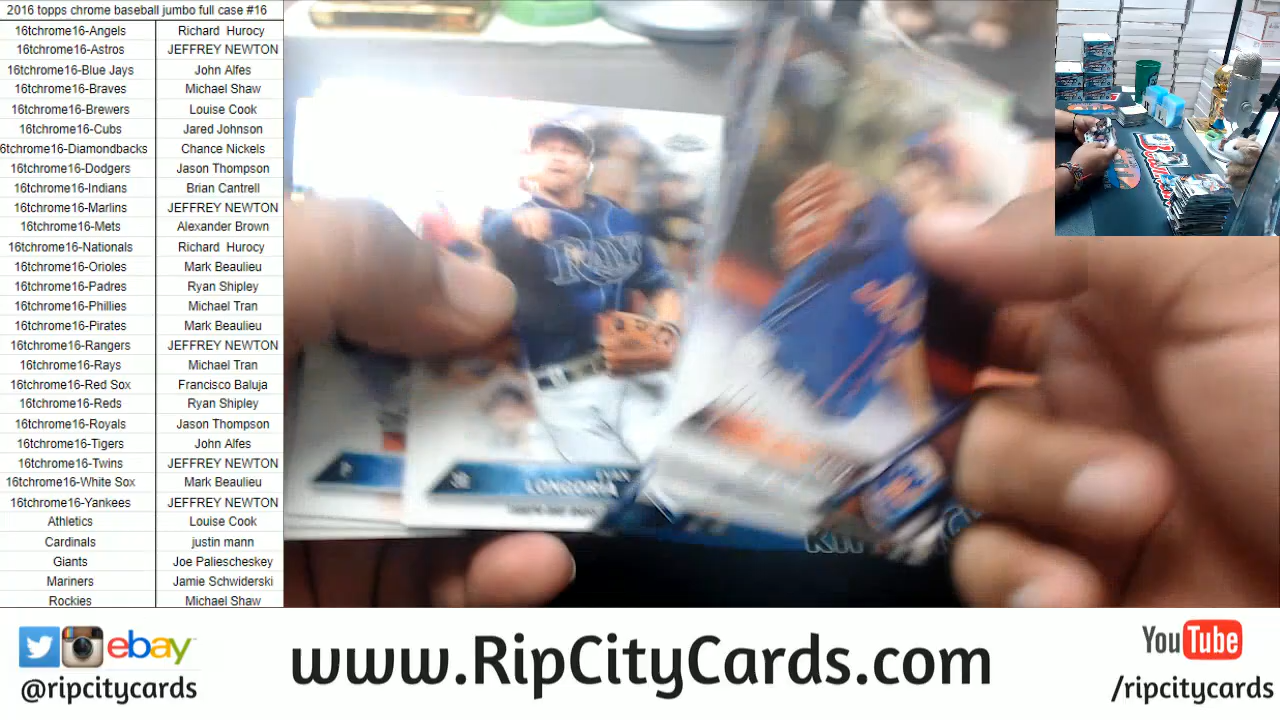 2016 topps chrome baseball jumbo full case #16
16tchrome16-Angels Richard Hurocy
16tchrome16-Astros JEFFREY NEWTON
16tchrome16-Blue Jays John Alfes
16tchrome16-Braves Michael Shaw
16tchrome16-Brewers Louise Cook
16tchrome16-Cubs Jared Johnson
6tchrome16-Diamondbacks Chance Nickels
16tchrome16-Dodgers Jason Thompson
16tchrome16-Indians Brian Cantrell
16tchrome16-Marlins JEFFREY NEWTON
16tchrome16-Mets Alexander Brown
16tchrome16-Nationals Richard Hurocy
16tchrome16-Orioles Mark Beaulieu
16tchrome16-Padres Ryan Shipley
16tchrome16-Phillies Michael Tran
16tchrome16-Pirates Mark Beaulieu
16tchrome16-Rangers JEFFREY NEWTON
16tchrome16-Rays Michael Tran
16tchrome16-Red Sox Francisco Baluja
16tchrome16-Reds Ryan Shipley
16tchrome16-Royals Jason Thompson
16tchrome16-Tigers John Alfes
16tchrome16-Twins JEFFREY NEWTON
16tchrome16-White Sox Mark Beaulieu
16tchrome16-Yankees JEFFREY NEWTON
Athletics Louise Cook
Cardinals justin mann
Giants Joe Paliescheskey
Mariners Jamie Schwiderski
Rockies Michael Shaw
RAYS
3B
EVAN
LONGORIA
BOWMAN
ebay
@ripcitycards
www.RipCityCards.com
YouTube
/ripcitycards